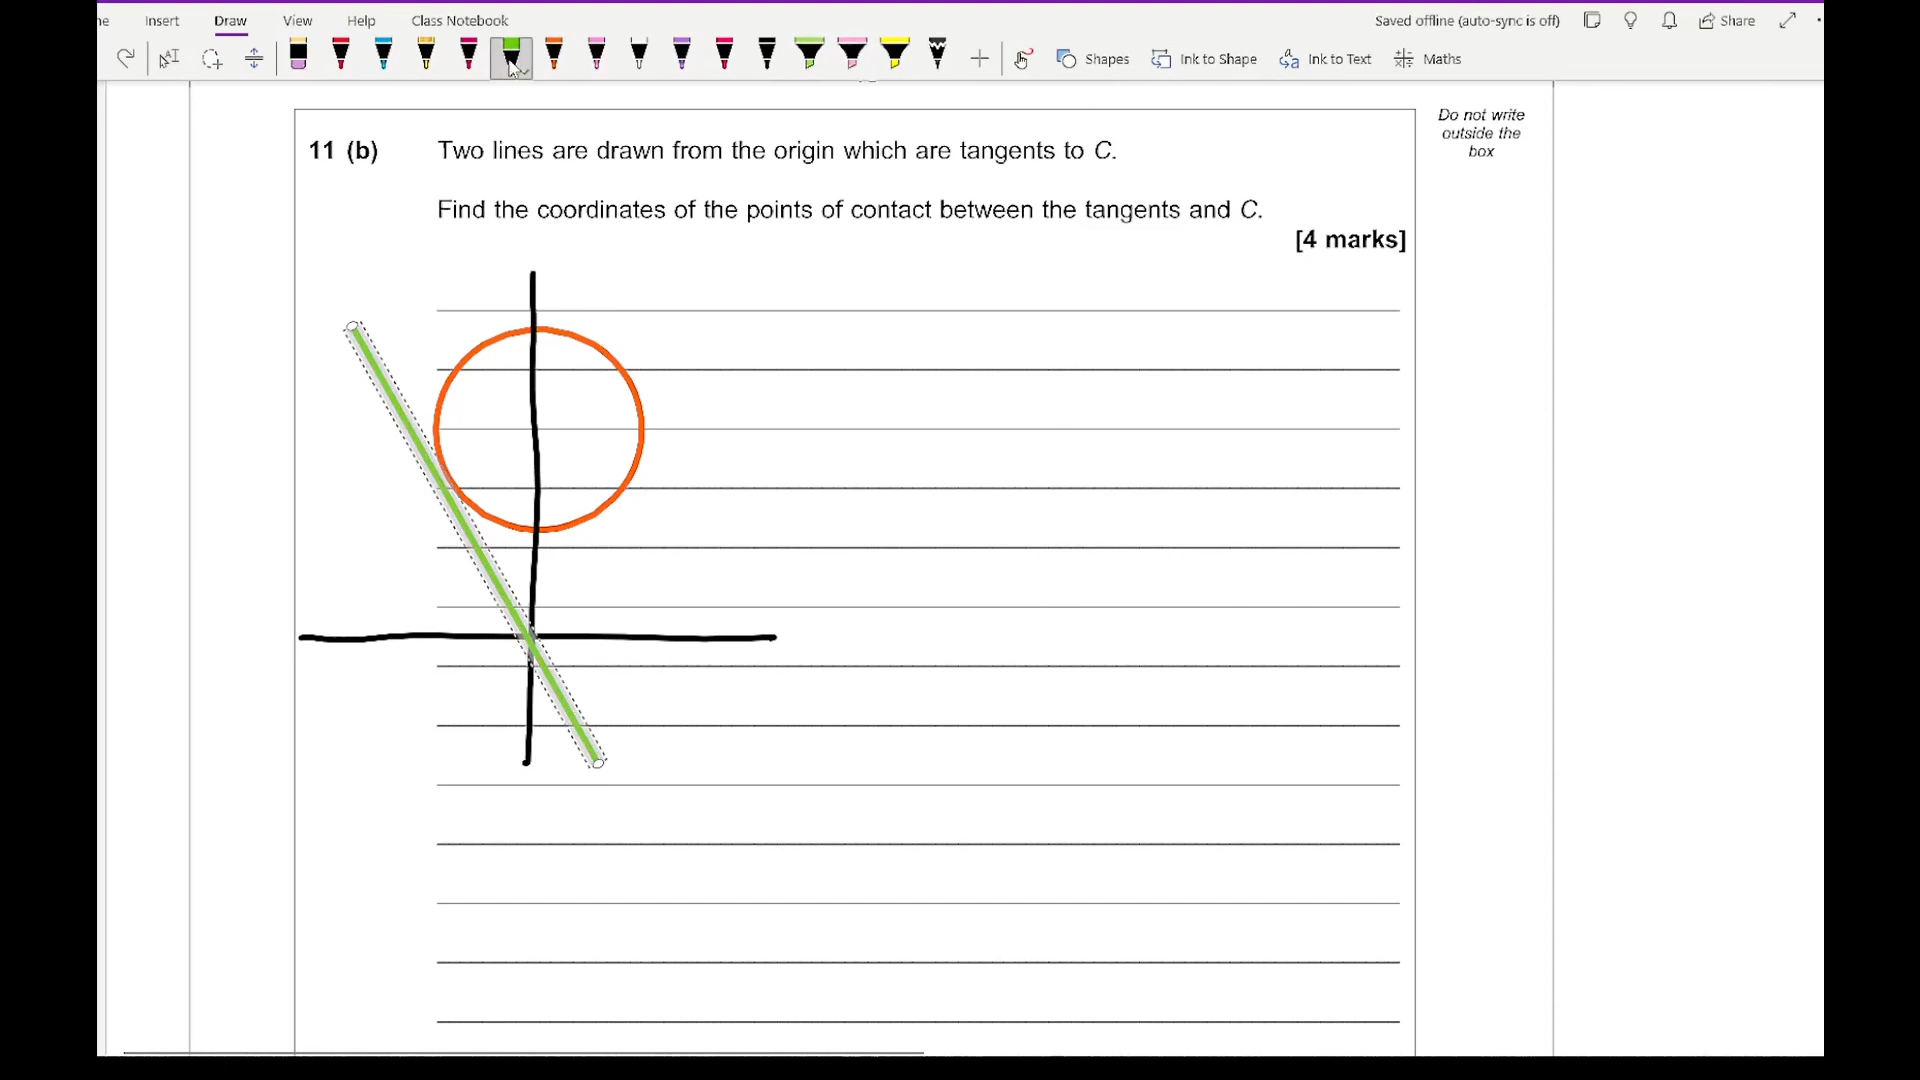 Insert Draw View Help Class Notebook Saved offline (auto-sync is off) Share
Shapes Ink to Shape Ink to Text Maths
Do not write
outside the
box
11 (b) Two lines are drawn from the origin which are tangents to C.
Find the coordinates of the points of contact between the tangents and C.
[4 marks]